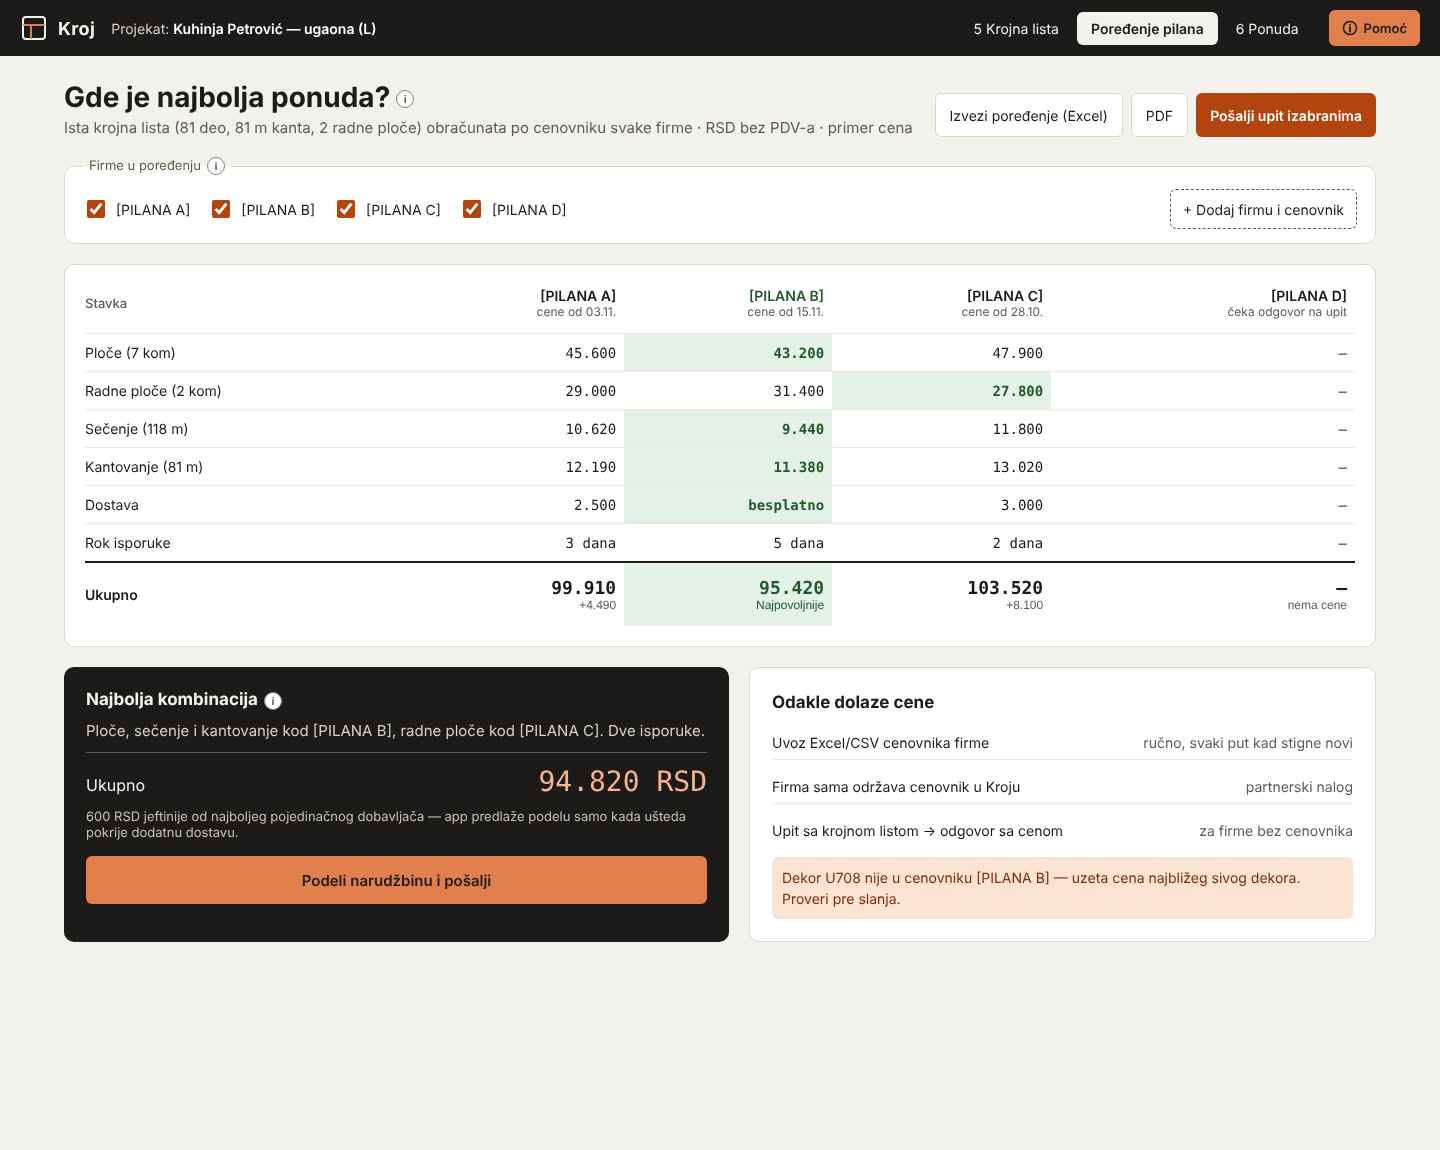 Kroj
Projekat: Kuhinja Petrović — ugaona (L)
5 Krojna lista
Poređenje pilana
6 Ponuda
Pomoć
Gde je najbolja ponuda?
Ista krojna lista (81 deo, 81 m kanta, 2 radne ploče) obračunata po cenovniku svake firme · RSD bez PDV-a · primer cena
Izvezi poređenje (Excel)
PDF
Pošalji upit izabranima
Firme u poređenju
[PILANA A]
[PILANA B]
[PILANA C]
[PILANA D]
+ Dodaj firmu i cenovnik
Stavka [PILANA A] [PILANA B] [PILANA C] [PILANA D]
cene od 03.11. cene od 15.11. cene od 28.10. čeka odgovor na upit
Ploče (7 kom) 45.600 43.200 47.900 —
Radne ploče (2 kom) 29.000 31.400 27.800 —
Sečenje (118 m) 10.620 9.440 11.800 —
Kantovanje (81 m) 12.190 11.380 13.020 —
Dostava 2.500 besplatno 3.000 —
Rok isporuke 3 dana 5 dana 2 dana —
Ukupno 99.910 95.420 103.520 —
+4.490 Najpovoljnije +8.100 nema cene
Najbolja kombinacija
Ploče, sečenje i kantovanje kod [PILANA B], radne ploče kod [PILANA C]. Dve isporuke.
Ukupno 94.820 RSD
600 RSD jeftinije od najboljeg pojedinačnog dobavljača — app predlaže podelu samo kada ušteda
pokrije dodatnu dostavu.
Podeli narudžbinu i pošalji
Odakle dolaze cene
Uvoz Excel/CSV cenovnika firme ručno, svaki put kad stigne novi
Firma sama održava cenovnik u Kroju partnerski nalog
Upit sa krojnom listom → odgovor sa cenom za firme bez cenovnika
Dekor U708 nije u cenovniku [PILANA B] — uzeta cena najbližeg sivog dekora.
Proveri pre slanja.